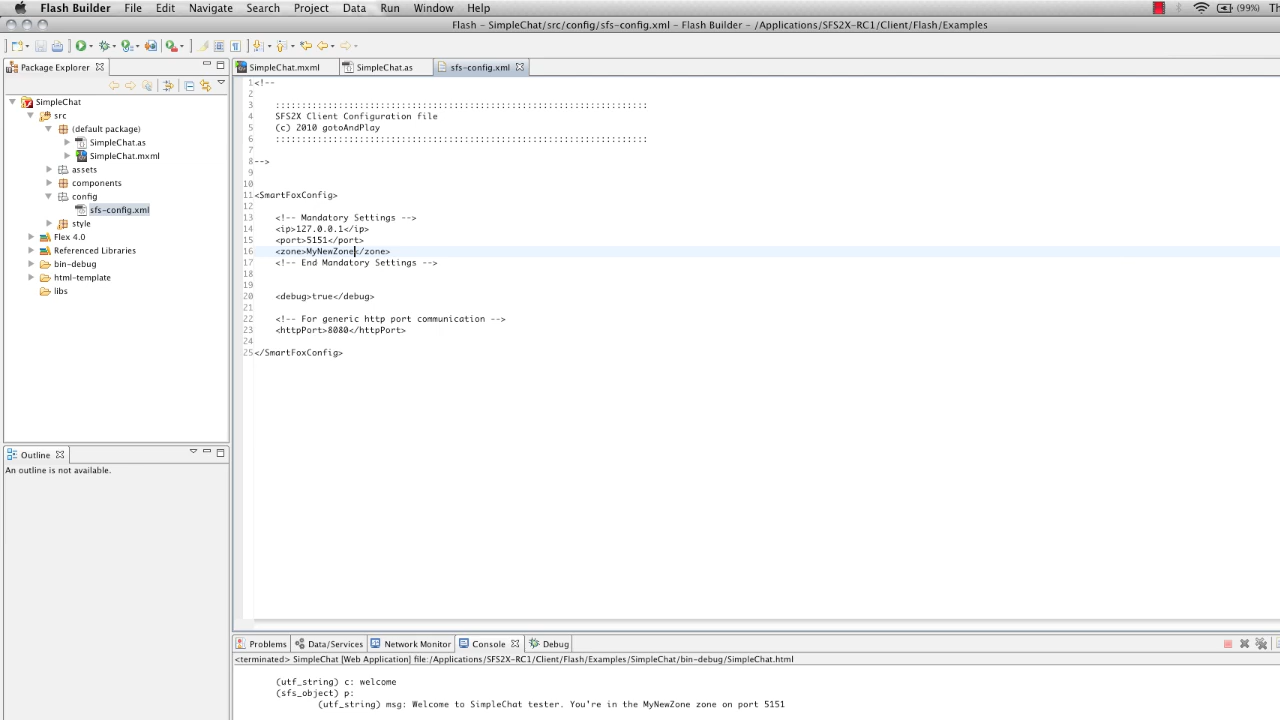 Flash Builder File Edit Navigate Search Project Data Run Window Help (99%) Th
Flash – SimpleChat/src/config/sfs-config.xml – Flash Builder – /Applications/SFS2X-RC1/Client/Flash/Examples
Package Explorer
SimpleChat.mxml SimpleChat.as sfs-config.xml
SimpleChat
src
(default package)
SimpleChat.as
SimpleChat.mxml
assets
components
config
sfs-config.xml
style
Flex 4.0
Referenced Libraries
bin-debug
html-template
libs
Outline
An outline is not available.
1 <!--
2
3 :::::::::::::::::::::::::::::::::::::::::::::::::::::::::::::::::::::::
4 SFS2X Client Configuration file
5 (c) 2010 gotoAndPlay
6 :::::::::::::::::::::::::::::::::::::::::::::::::::::::::::::::::::::::
7
8 -->
9
10
11 <SmartFoxConfig>
12
13 <!-- Mandatory Settings -->
14 <ip>127.0.0.1</ip>
15 <port>5151</port>
16 <zone>MyNewZone</zone>
17 <!-- End Mandatory Settings -->
18
19
20 <debug>true</debug>
21
22 <!-- For generic http port communication -->
23 <httpPort>8080</httpPort>
24
25 </SmartFoxConfig>
Problems Data/Services Network Monitor Console Debug
<terminated> SimpleChat [Web Application] file:/Applications/SFS2X-RC1/Client/Flash/Examples/SimpleChat/bin-debug/SimpleChat.html
(utf_string) c: welcome
(sfs_object) p:
(utf_string) msg: Welcome to SimpleChat tester. You're in the MyNewZone zone on port 5151